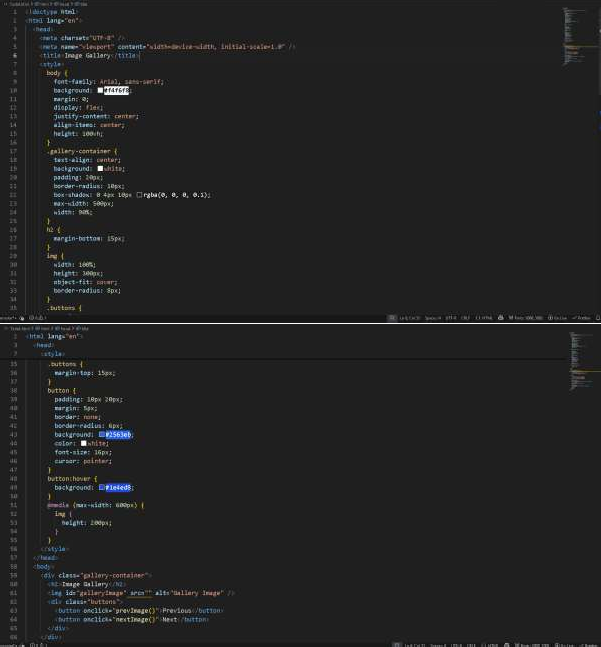 <!doctype html>
<html lang="en">
<head>
<meta charset="UTF-8" />
<meta name="viewport" content="width=device-width, initial-scale=1.0" />
<title>Image Gallery</title>
<style>
body {
font-family: Arial, sans-serif;
background: #f4f6f8;
margin: 0;
display: flex;
justify-content: center;
align-items: center;
height: 100vh;
}
.gallery-container {
text-align: center;
background: white;
padding: 20px;
border-radius: 10px;
box-shadow: 0 4px 10px rgba(0, 0, 0, 0.1);
max-width: 500px;
width: 90%;
}
h2 {
margin-bottom: 15px;
}
img {
width: 100%;
height: 300px;
object-fit: cover;
border-radius: 8px;
}
.buttons {
<html lang="en">
<head>
<style>
.buttons {
margin-top: 15px;
}
button {
padding: 10px 20px;
margin: 5px;
border: none;
border-radius: 6px;
background: #2563eb;
color: white;
font-size: 16px;
cursor: pointer;
}
button:hover {
background: #1e4ed8;
}
@media (max-width: 600px) {
img {
height: 200px;
}
}
</style>
</head>
<body>
<div class="gallery-container">
<h2>Image Gallery</h2>
<img id="galleryImage" src="" alt="Gallery Image" />
<div class="buttons">
<button onclick="prevImage()">Previous</button>
<button onclick="nextImage()">Next</button>
</div>
</div>